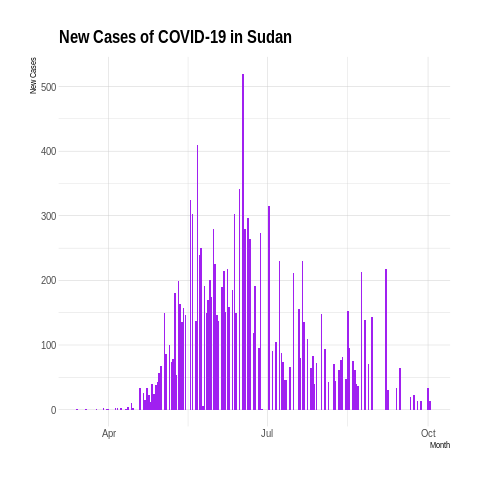 New Cases of COVID-19 in Sudan
New Cases
500
400
300
200
100
0
Apr
Jul
Oct
Month